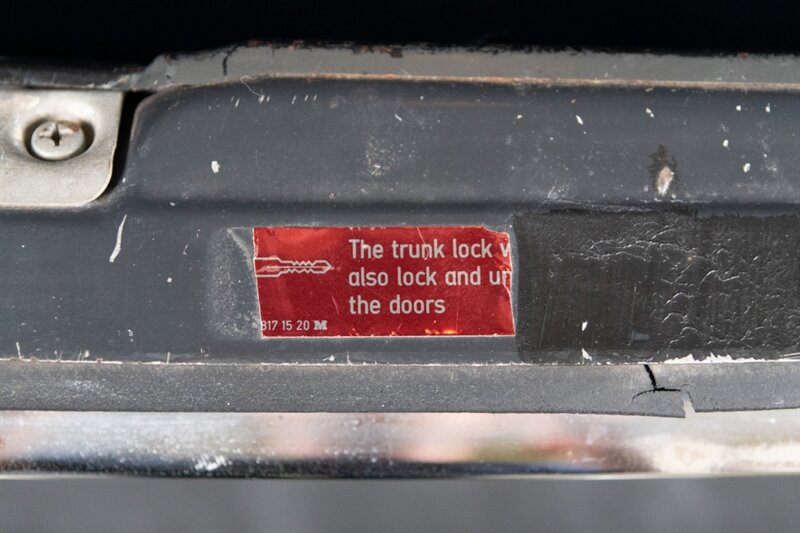 The trunk lock
also lock and
the doors
817 15 20 M